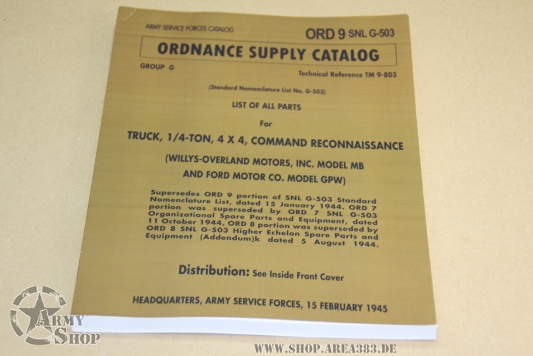 ARMY SERVICE FORCES CATALOG
ORD 9 SNL G-503
ORDNANCE SUPPLY CATALOG
GROUP G
Technical Reference TM 9-803
(Standard Nomenclature List No. G-503)
LIST OF ALL PARTS
For
TRUCK, 1/4-TON, 4 X 4, COMMAND RECONNAISSANCE
(WILLYS-OVERLAND MOTORS, INC. MODEL MB
AND FORD MOTOR CO. MODEL GPW)
Supersedes ORD 9 portion of SNL G-503 Standard
Nomenclature List, dated 15 January 1944. ORD 7
portion was superseded by ORD 7 SNL G-503
Organizational Spare Parts and Equipment, dated
11 October 1944. ORD 8 portion was superseded by
ORD 8 SNL G-503 Higher Echelon Spare Parts and
Equipment (Addendum)k dated 5 August 1944.
Distribution: See Inside Front Cover
HEADQUARTERS, ARMY SERVICE FORCES, 15 FEBRUARY 1945
ARMY
SHOP
WWW.SHOP.AREA383.DE